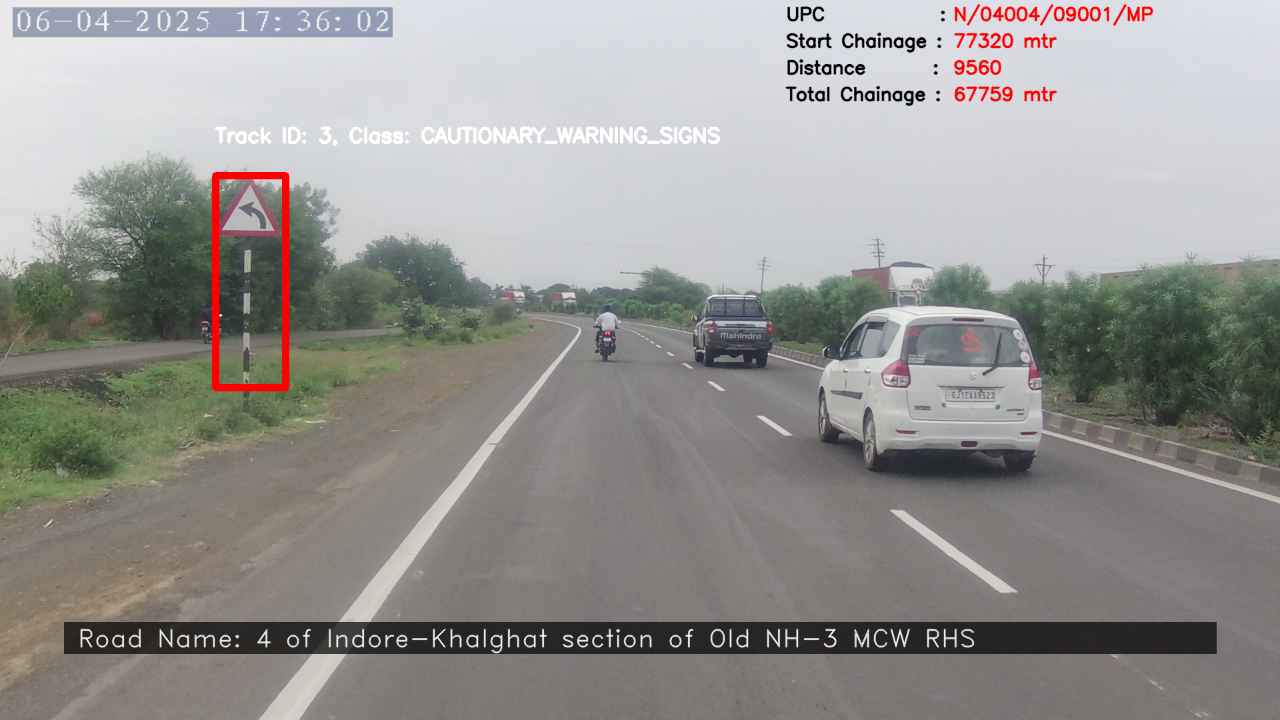 06-04-2025 17:36:02
UPC : N/04004/09001/MP
Start Chainage : 77320 mtr
Distance : 9560
Total Chainage : 67759 mtr
Track ID: 3, Class: CAUTIONARY_WARNING_SIGNS
mahindra
Road Name: 4 of Indore-Khalghat section of Old NH-3 MCW RHS